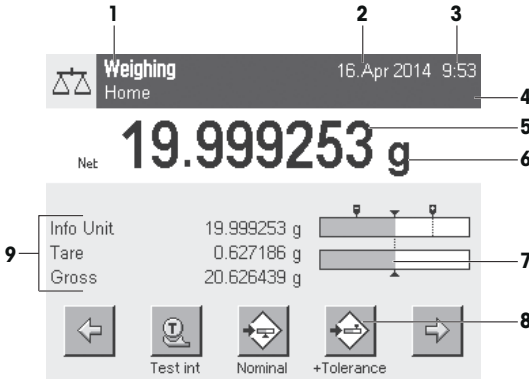 1
2
3
Weighing 16.Apr 2014 9:53
Home
4
5
Net 19.999253 g
6
Info Unit 19.999253 g
9 Tare 0.627186 g 7
Gross 20.626439 g
8
T
Test int Nominal +Tolerance